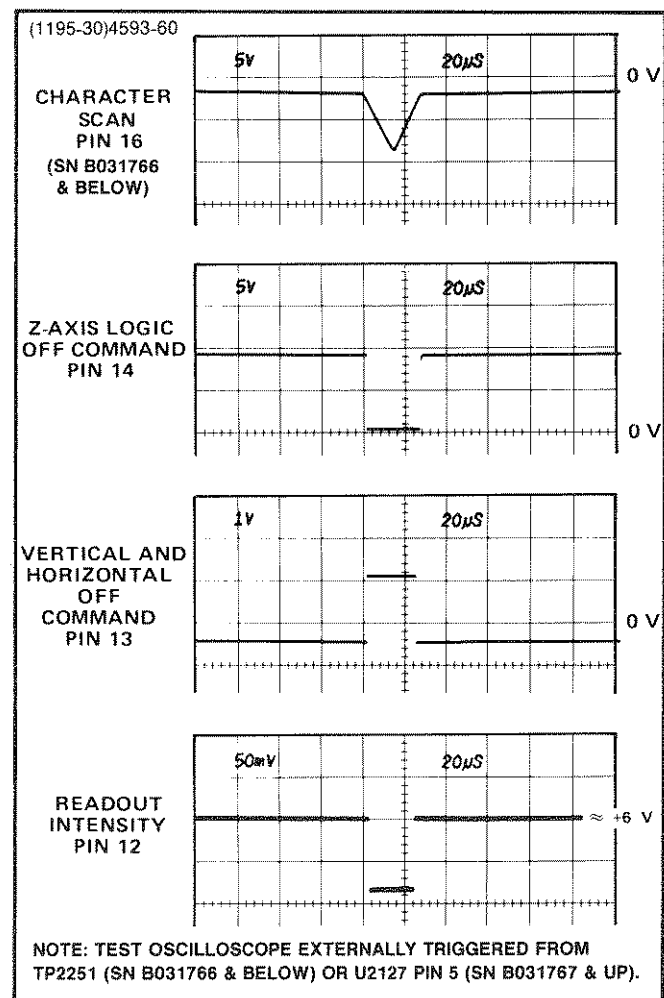 (1195-30)4593-60
5V 20µS
0 V
CHARACTER
SCAN
PIN 16
(SN B031766
& BELOW)
5V 20µS
Z-AXIS LOGIC
OFF COMMAND
PIN 14
0 V
1V 20µS
VERTICAL AND
HORIZONTAL
OFF
COMMAND
PIN 13
0 V
50mV 20µS
READOUT
INTENSITY
PIN 12
≈ +6 V
NOTE: TEST OSCILLOSCOPE EXTERNALLY TRIGGERED FROM
TP2251 (SN B031766 & BELOW) OR U2127 PIN 5 (SN B031767 & UP).